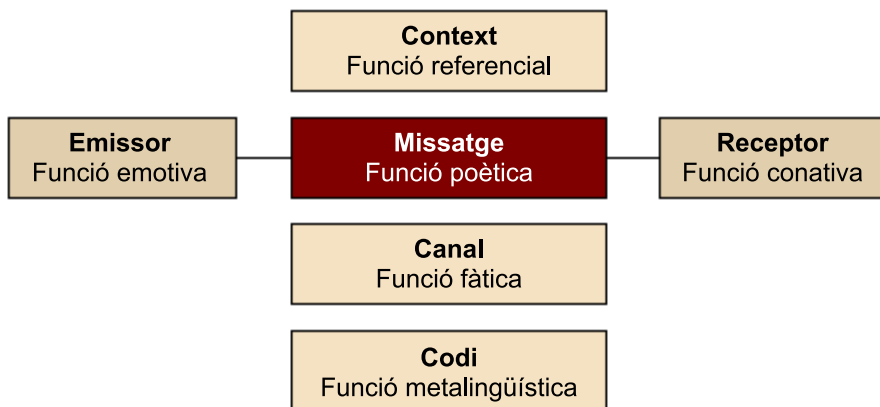 Context
Funció referencial
Emissor
Funció emotiva
Missatge
Funció poètica
Receptor
Funció conativa
Canal
Funció fàtica
Codi
Funció metalingüística